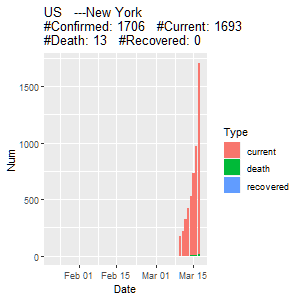 US   ---New York
#Confirmed: 1706   #Current: 1693
#Death: 13   #Recovered: 0
1500
1000
500
0
Num
Feb 01
Feb 15
Mar 01
Mar 15
Date
Type
current
death
recovered